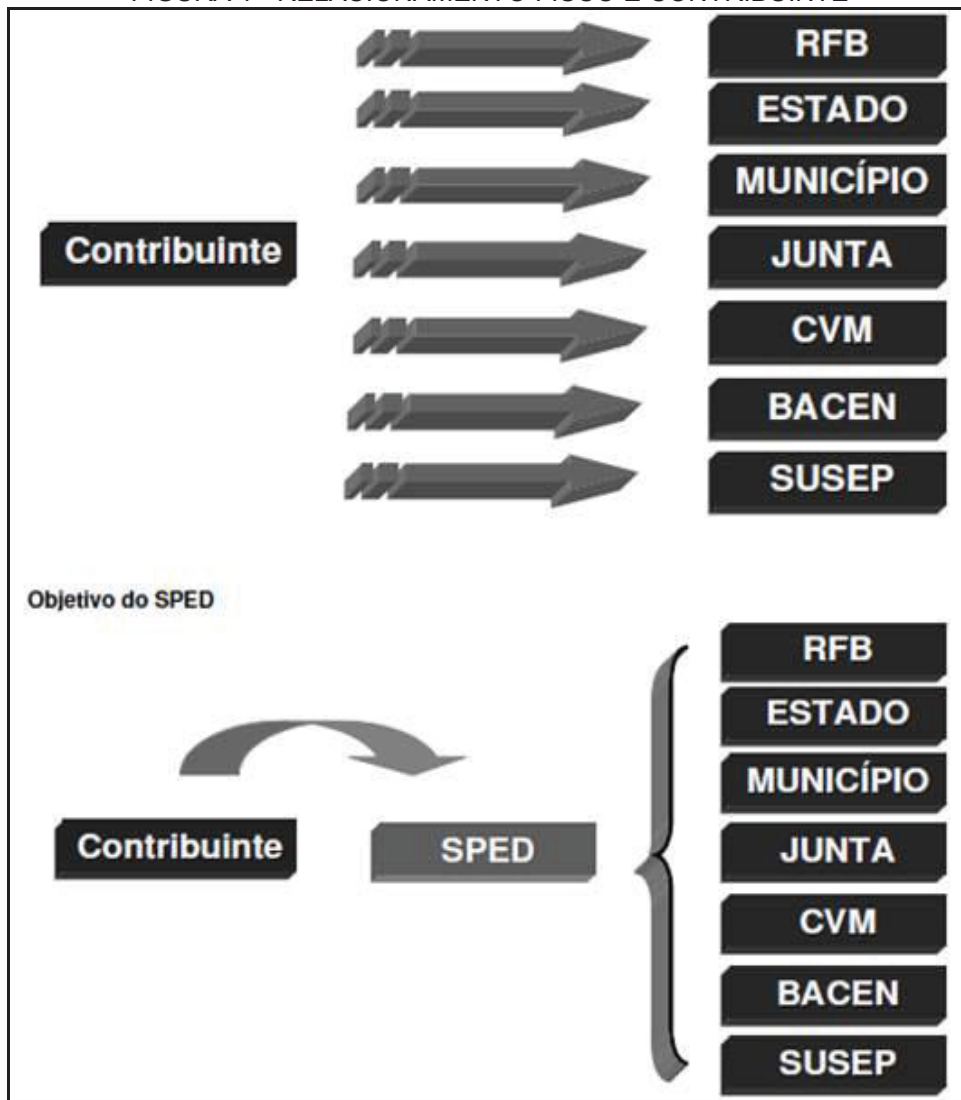 RFB
ESTADO
MUNICÍPIO
Contribuinte
JUNTA
CVM
BACEN
SUSEP
Objetivo do SPED
RFB
ESTADO
MUNICÍPIO
Contribuinte
SPED
JUNTA
CVM
BACEN
SUSEP